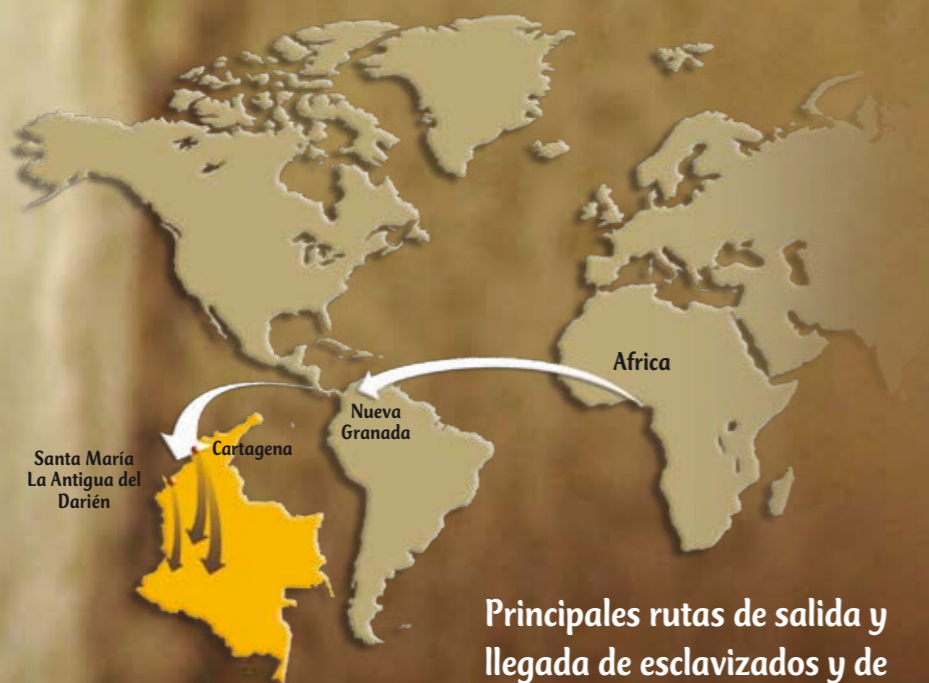 Africa
Nueva
Granada
Cartagena
Santa María
La Antigua del
Darién
Principales rutas de salida y
llegada de esclavizados y de